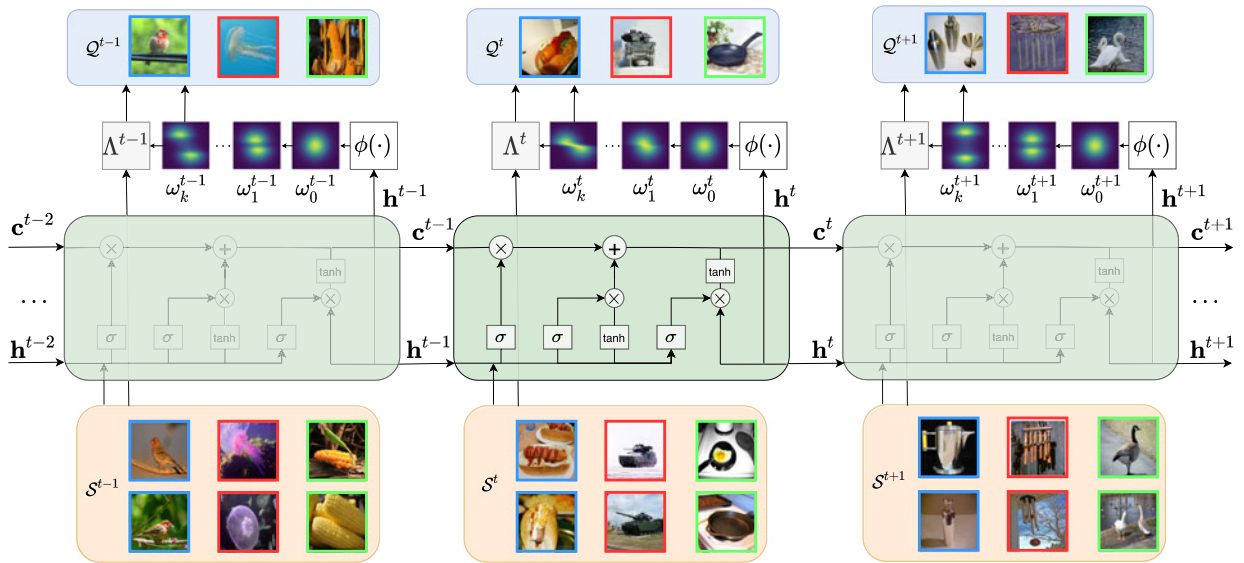 𝒬^{t-1} 𝒬^{t} 𝒬^{t+1}
Λ^{t-1} ... ϕ(·) Λ^{t} ... ϕ(·) Λ^{t+1} ... ϕ(·)
ω_k^{t-1} ω_1^{t-1} ω_0^{t-1} h^{t-1} ω_k^{t} ω_1^{t} ω_0^{t} h^{t} ω_k^{t+1} ω_1^{t+1} ω_0^{t+1} h^{t+1}
c^{t-2} × + c^{t-1} × + c^{t} × + c^{t+1}
tanh tanh tanh
... × × × × × × ...
σ σ tanh σ σ σ tanh σ σ σ tanh σ
h^{t-2} h^{t-1} h^{t} h^{t+1}
𝒮^{t-1} 𝒮^{t} 𝒮^{t+1}